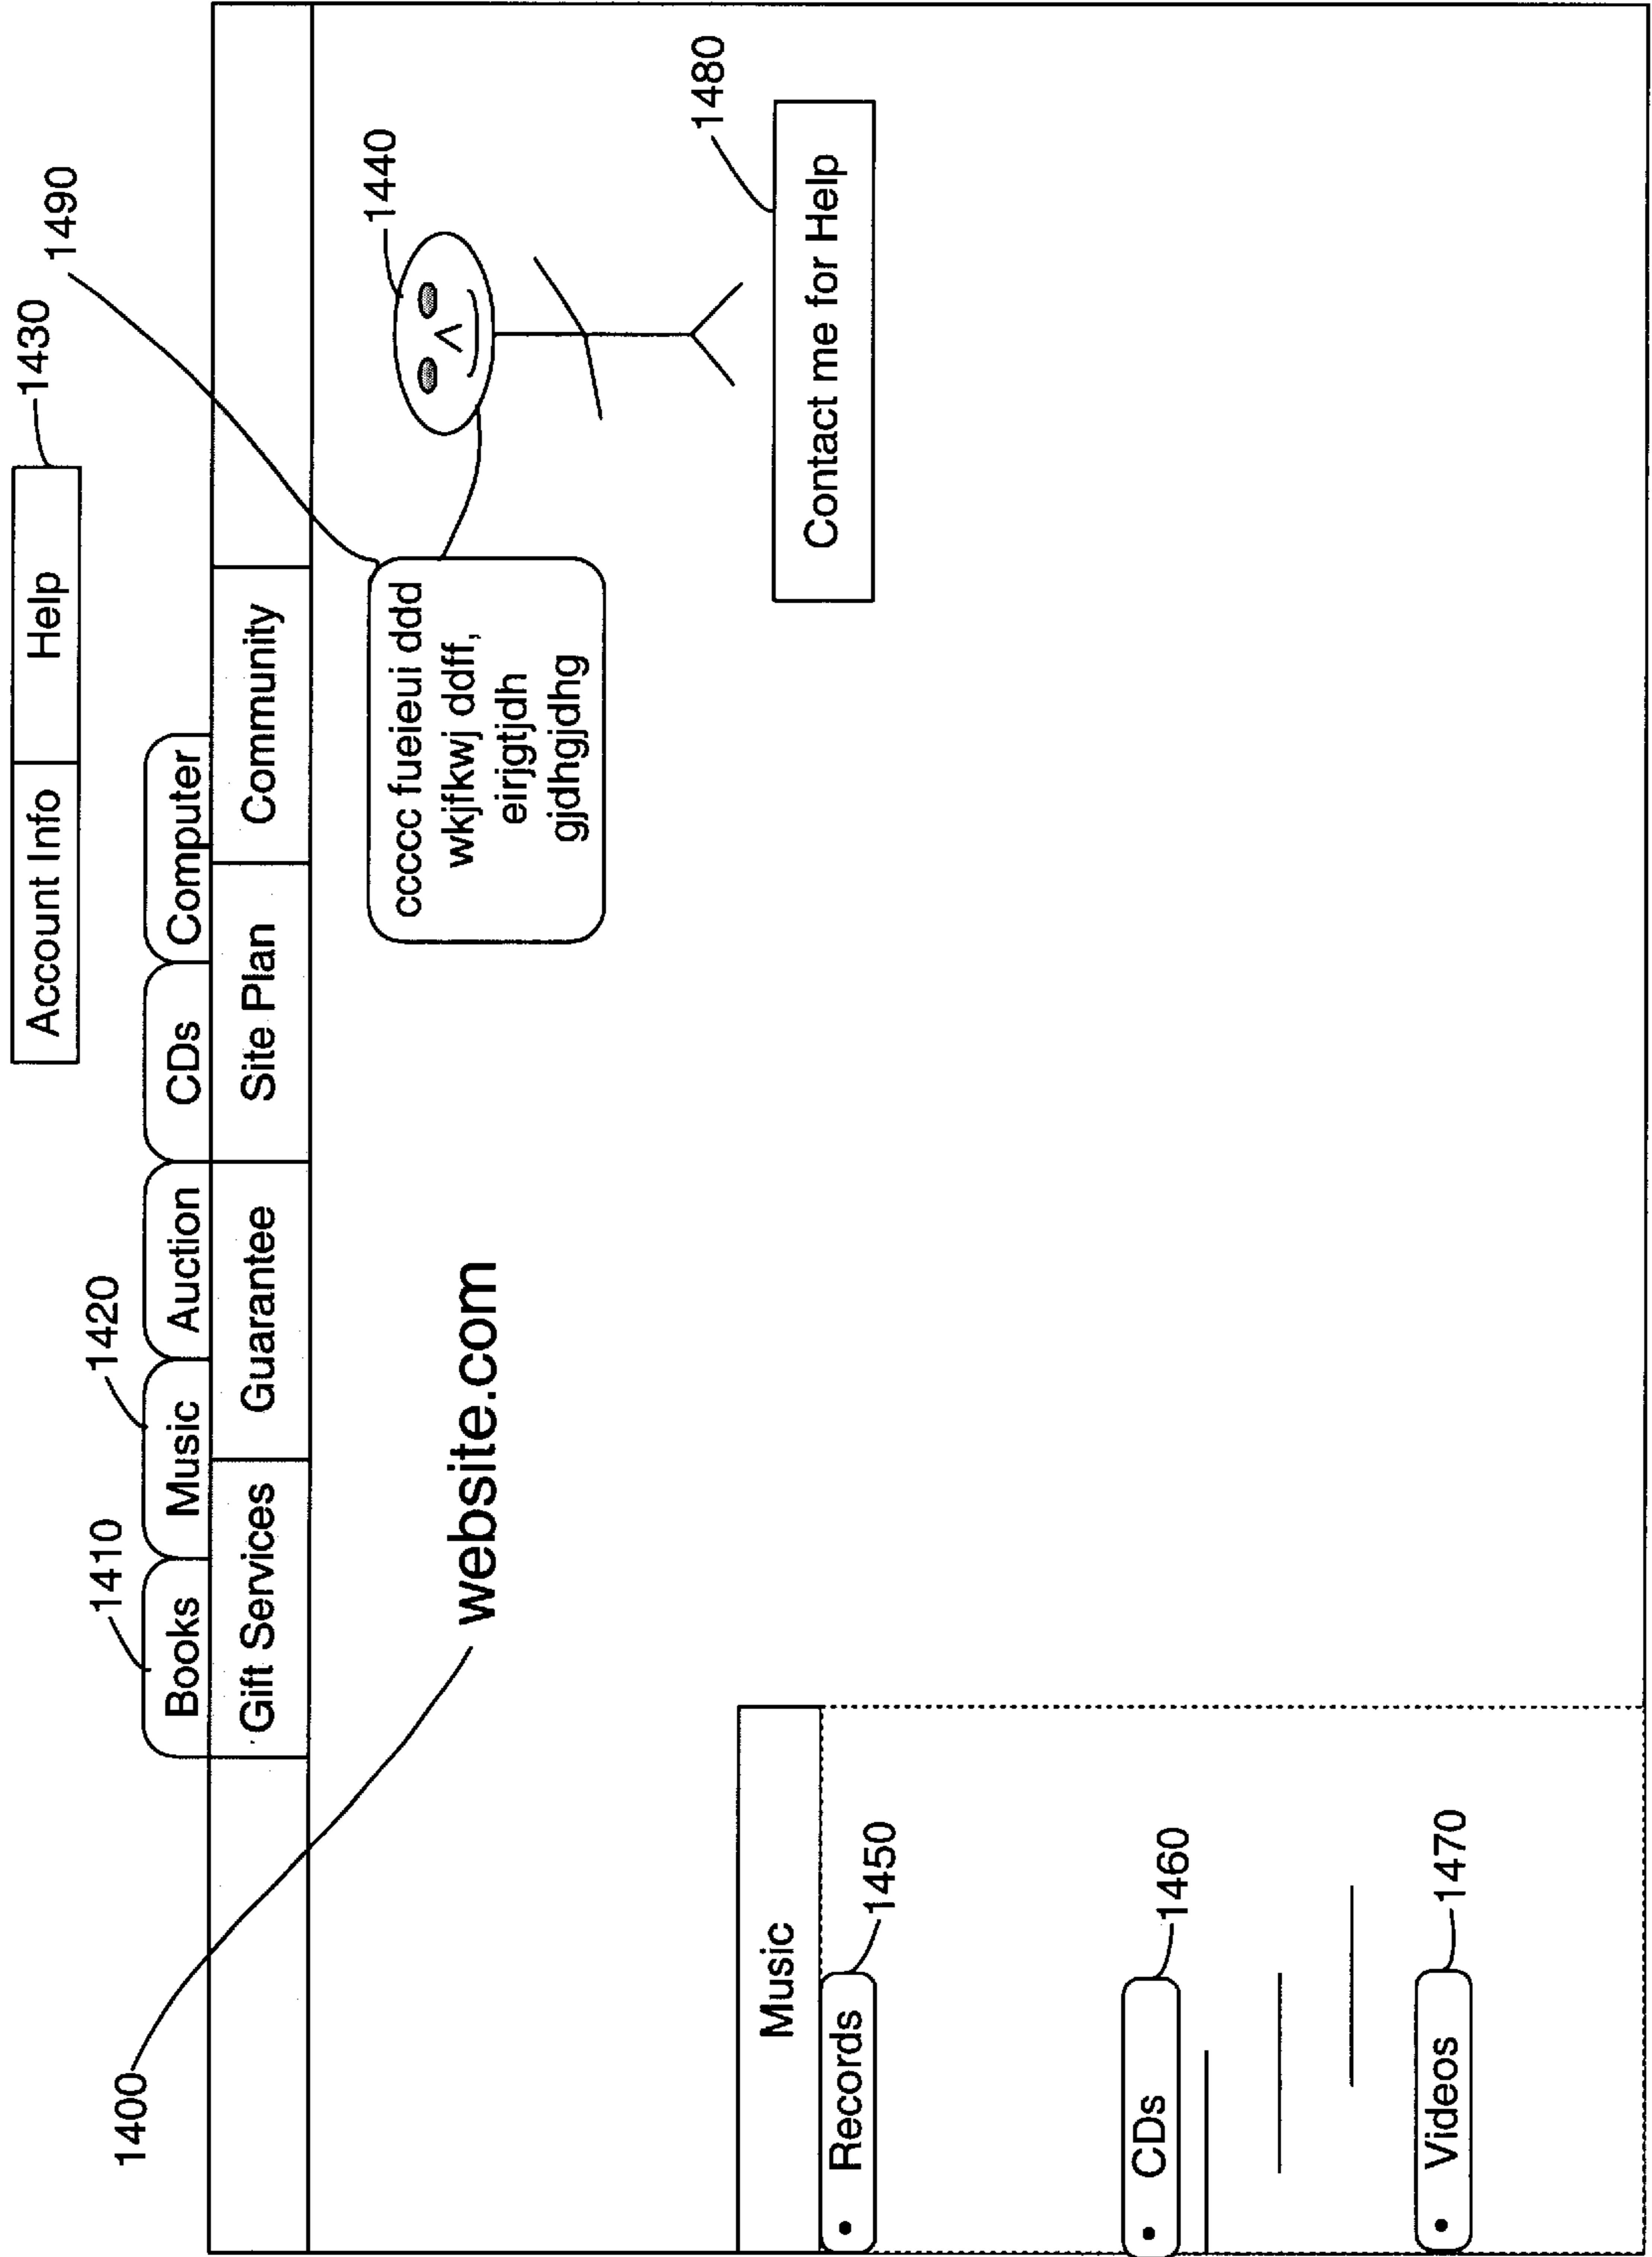 Account Info Help 1430
1490
1400 1410 1420
Books Music Auction CDs Computer
Gift Services Guarantee Site Plan Community
1440
website.com
ccccc fueieui ddd
wkjfkwj ddff,
eirjgtjdh
gjdhgjdhg
1480
Contact me for Help
Music
• Records
1450
• CDs
1460
• Videos
1470